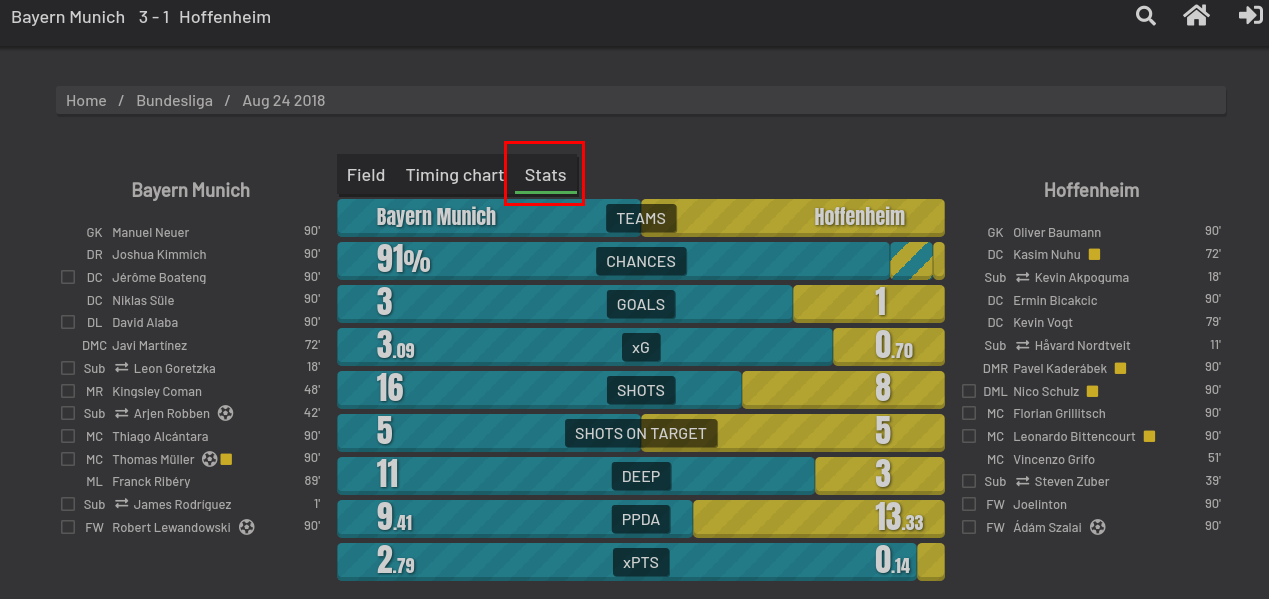 Bayern Munich 3 - 1 Hoffenheim
Home / Bundesliga / Aug 24 2018
Field Timing chart Stats
Bayern Munich
GK Manuel Neuer 90'
DR Joshua Kimmich 90'
DC Jérôme Boateng 90'
DC Niklas Süle 90'
DL David Alaba 90'
DMC Javi Martínez 72'
Sub Leon Goretzka 18'
MR Kingsley Coman 48'
Sub Arjen Robben 42'
MC Thiago Alcántara 90'
MC Thomas Müller 90'
ML Franck Ribéry 89'
Sub James Rodríguez 1'
FW Robert Lewandowski 90'
Bayern Munich TEAMS Hoffenheim
91% CHANCES
3 GOALS 1
3.09 xG 0.70
16 SHOTS 8
5 SHOTS ON TARGET 5
11 DEEP 3
9.41 PPDA 13.33
2.79 xPTS 0.14
Hoffenheim
GK Oliver Baumann 90'
DC Kasim Nuhu 72'
Sub Kevin Akpoguma 18'
DC Ermin Bicakcic 90'
DC Kevin Vogt 79'
Sub Håvard Nordtveit 11'
DMR Pavel Kaderábek 90'
DML Nico Schulz 90'
MC Florian Grillitsch 90'
MC Leonardo Bittencourt 90'
MC Vincenzo Grifo 51'
Sub Steven Zuber 39'
FW Joelinton 90'
FW Ádám Szalai 90'